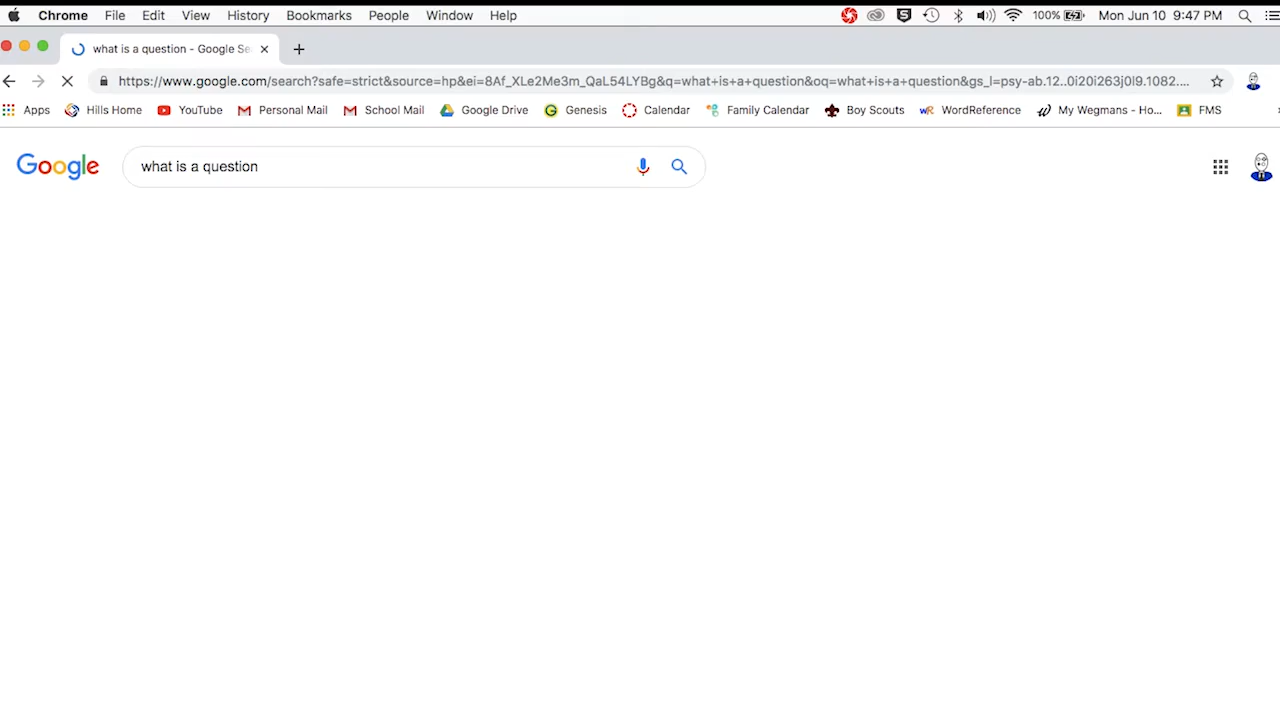 Chrome File Edit View History Bookmarks People Window Help 100% Mon Jun 10 9:47 PM
what is a question - Google Se
https://www.google.com/search?safe=strict&source=hp&ei=8Af_XLe2Me3m_QaL54LYBg&q=what+is+a+question&oq=what+is+a+question&gs_l=psy-ab.12..0i20i263j0l9.1082....
Apps Hills Home YouTube Personal Mail School Mail Google Drive Genesis Calendar Family Calendar Boy Scouts WordReference My Wegmans - Ho... FMS
Google what is a question